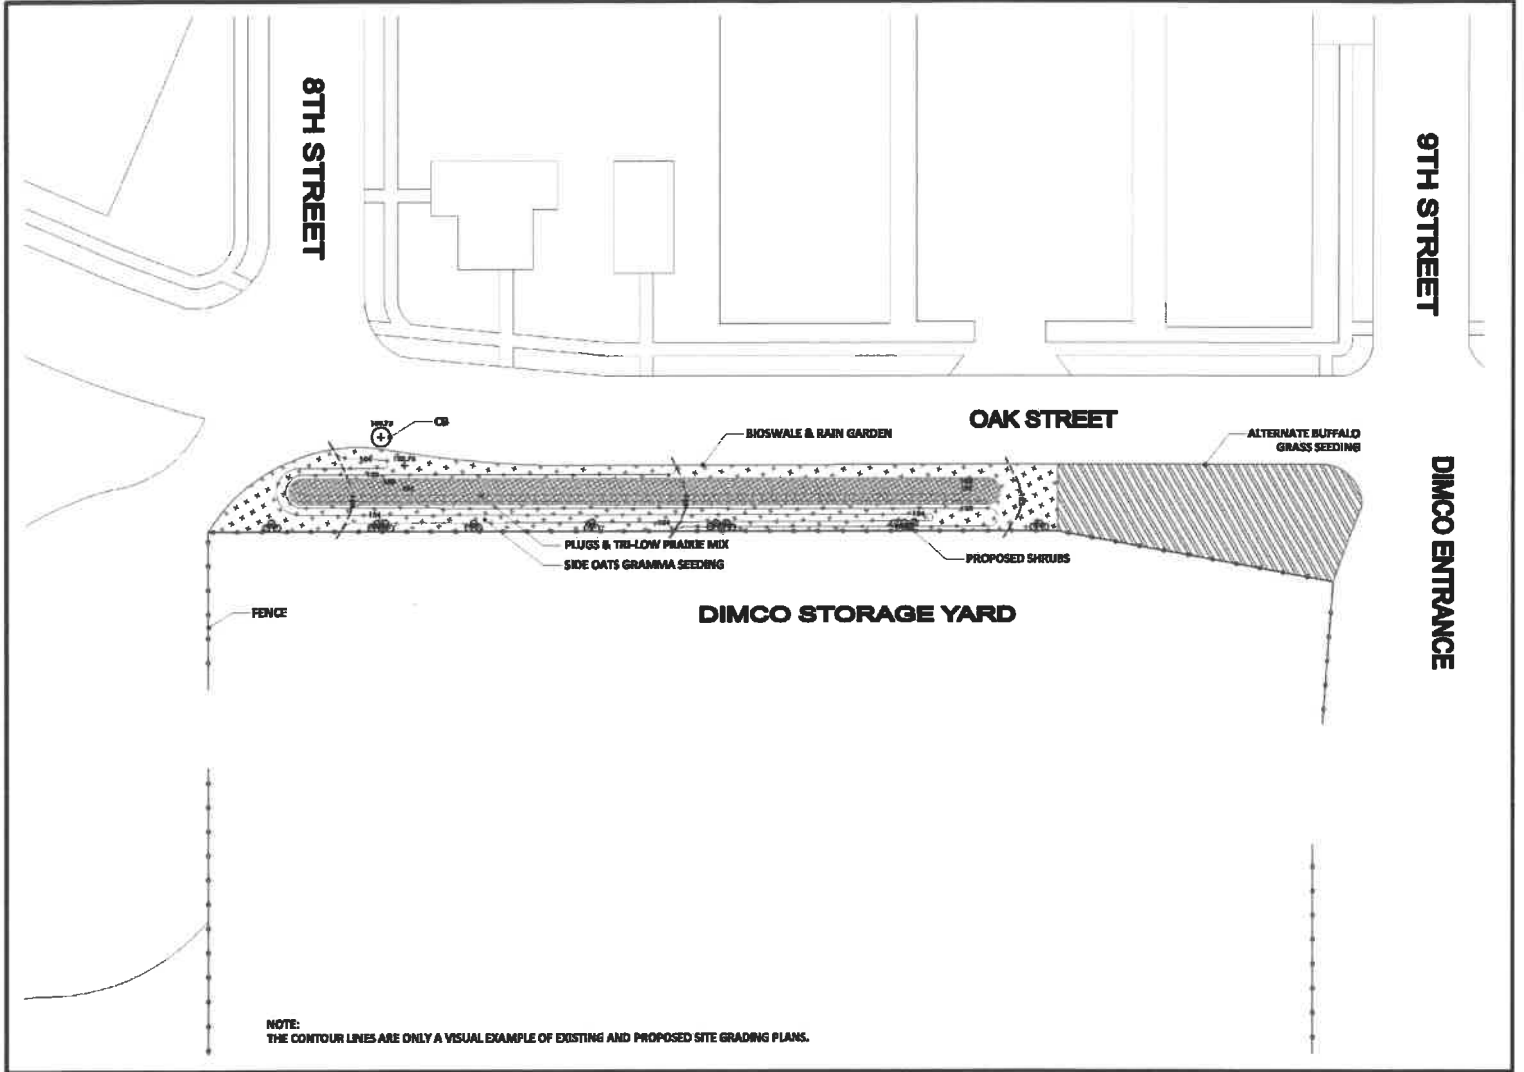 8TH STREET
9TH STREET
OAK STREET
CB
BIOSWALE & RAIN GARDEN
ALTERNATE BUFFALO
GRASS SEEDING
DIMCO ENTRANCE
PLUGS & TRI-LOW PRAIRIE MIX
SIDE OATS GRAMMA SEEDING
PROPOSED SHRUBS
FENCE
DIMCO STORAGE YARD
NOTE:
THE CONTOUR LINES ARE ONLY A VISUAL EXAMPLE OF EXISTING AND PROPOSED SITE GRADING PLANS.